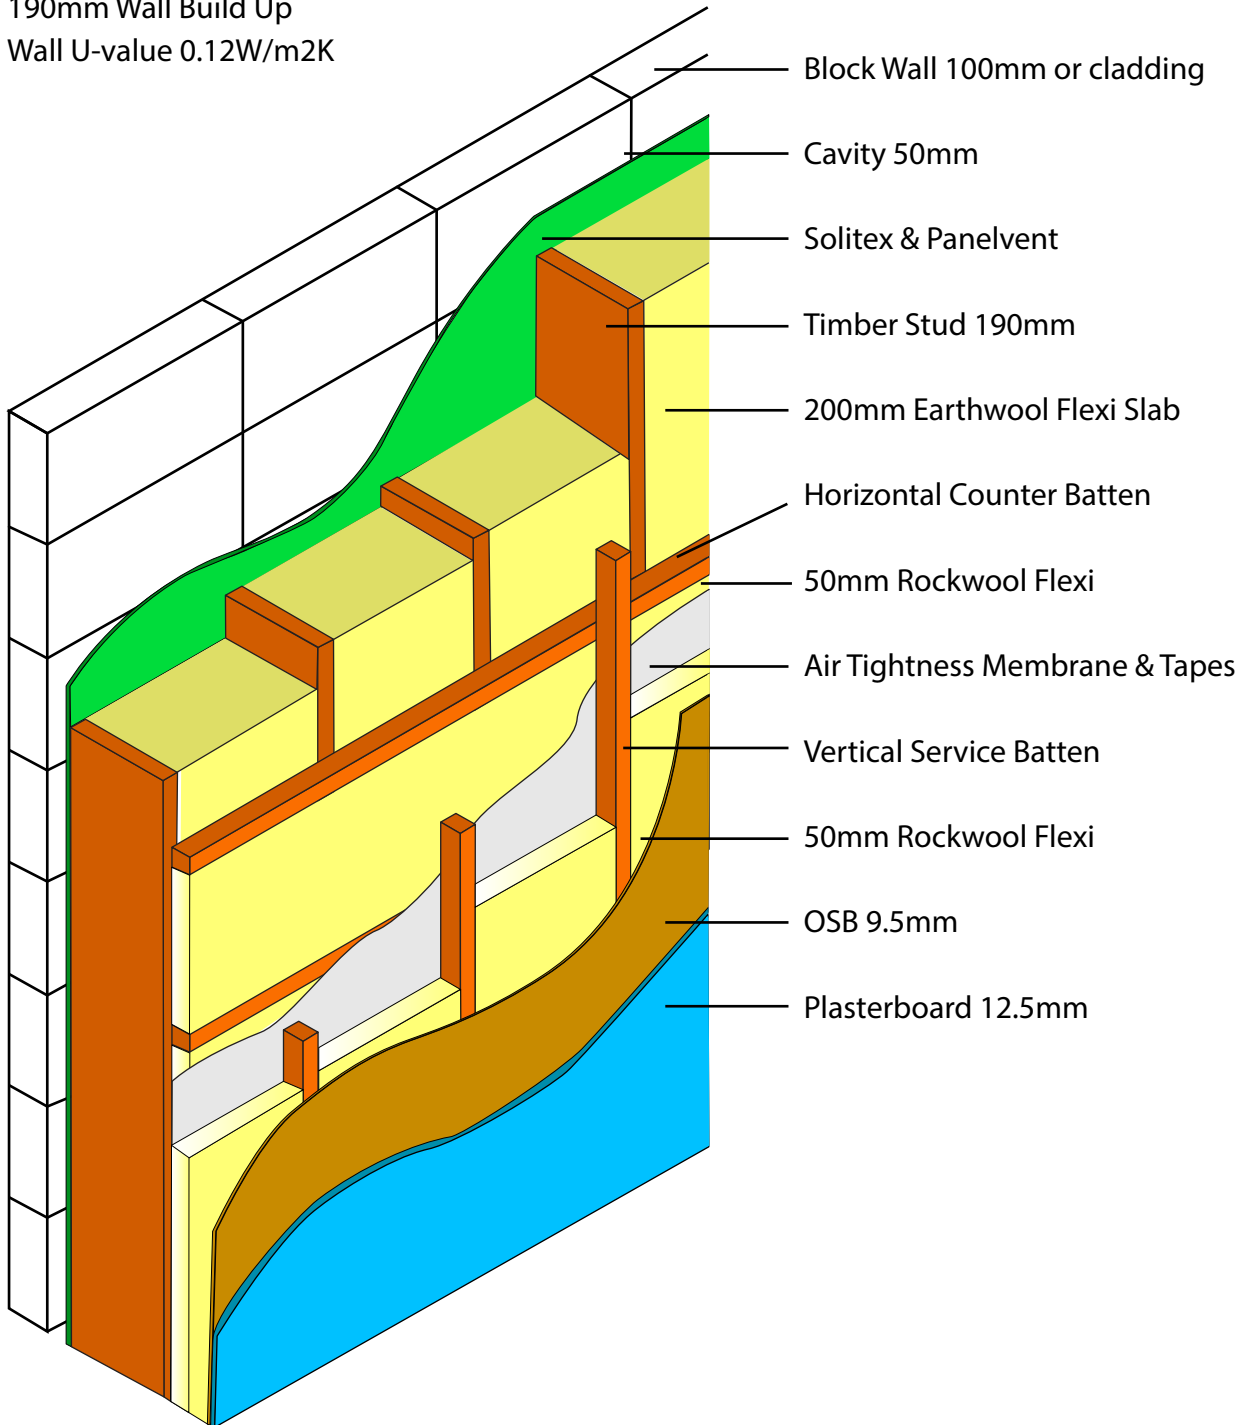 190mm Wall Build Up
Wall U-value 0.12W/m2K
Block Wall 100mm or cladding
Cavity 50mm
Solitex & Panelvent
Timber Stud 190mm
200mm Earthwool Flexi Slab
Horizontal Counter Batten
50mm Rockwool Flexi
Air Tightness Membrane & Tapes
Vertical Service Batten
50mm Rockwool Flexi
OSB 9.5mm
Plasterboard 12.5mm